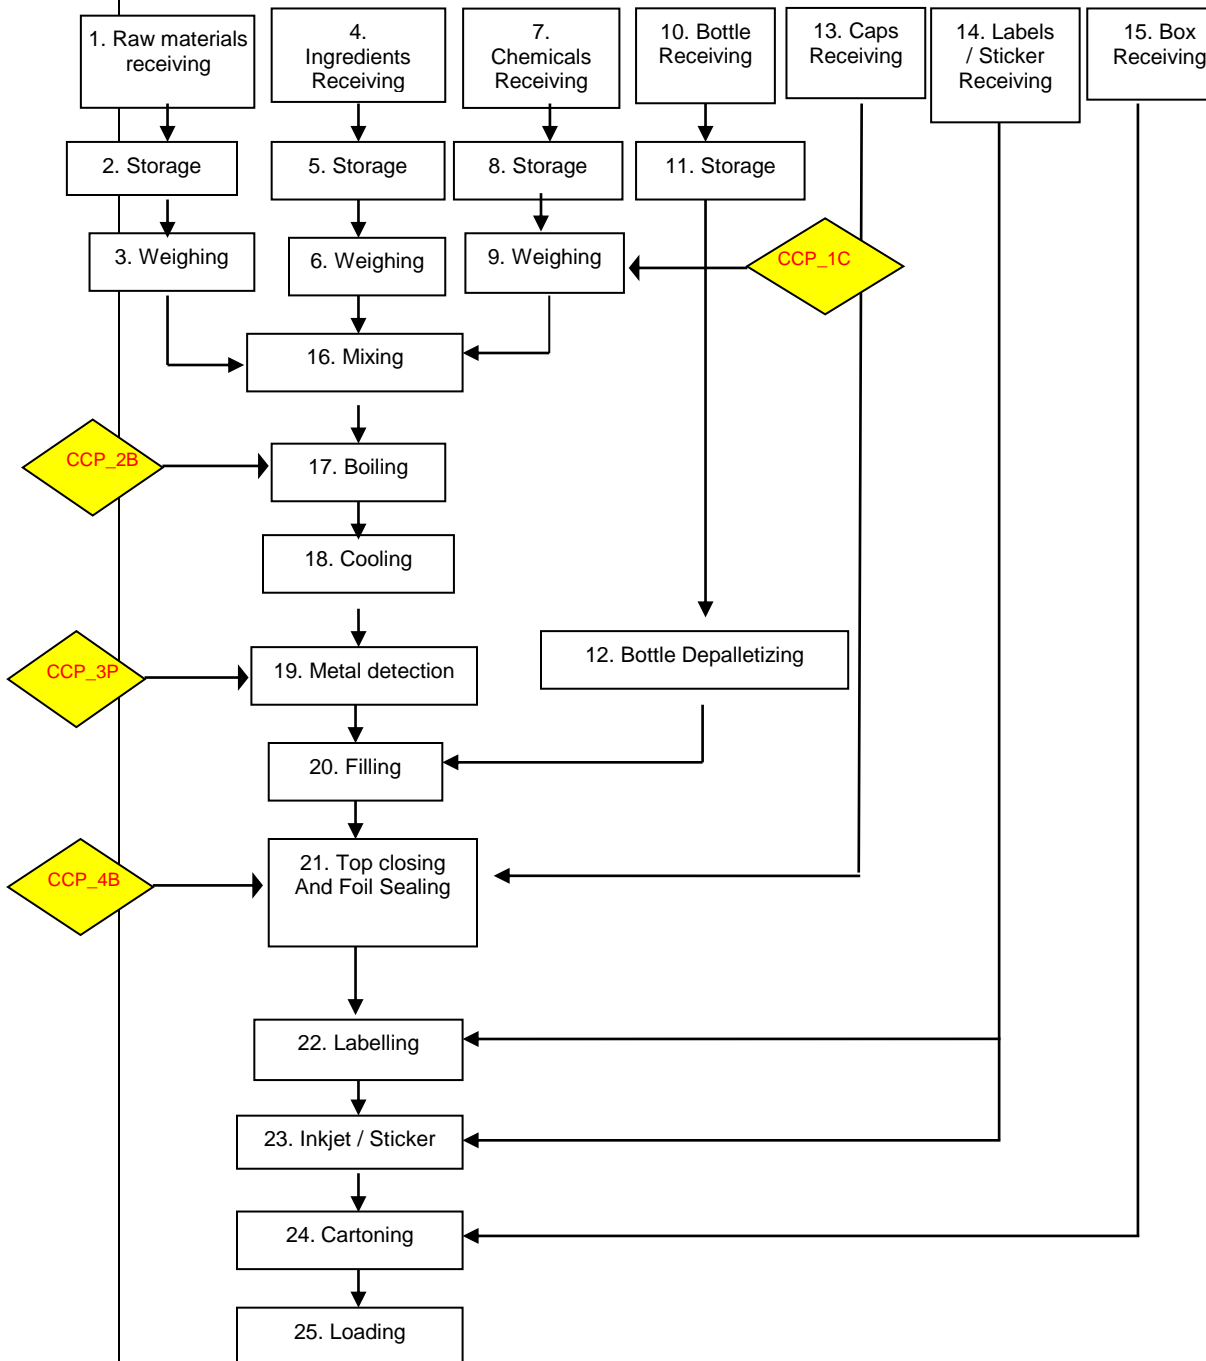 1. Raw materials
receiving
4.
Ingredients
Receiving
7.
Chemicals
Receiving
10. Bottle
Receiving
13. Caps
Receiving
14. Labels
/ Sticker
Receiving
15. Box
Receiving
2. Storage
5. Storage
8. Storage
11. Storage
3. Weighing
6. Weighing
9. Weighing
CCP_1C
16. Mixing
CCP_2B
17. Boiling
18. Cooling
CCP_3P
19. Metal detection
12. Bottle Depalletizing
20. Filling
CCP_4B
21. Top closing
And Foil Sealing
22. Labelling
23. Inkjet / Sticker
24. Cartoning
25. Loading